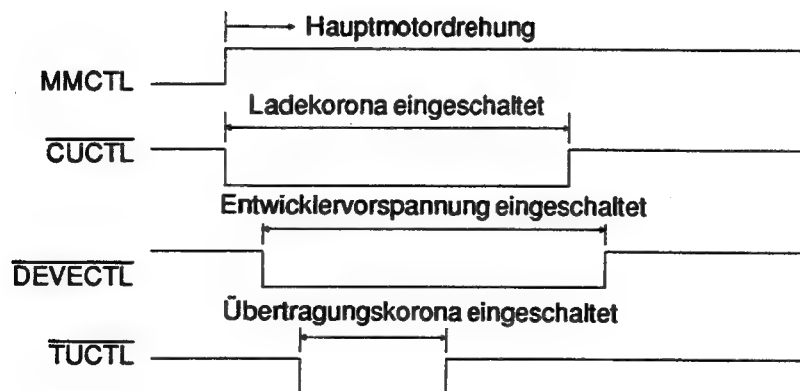 Hauptmotordrehung
MMCTL
Ladekorona eingeschaltet
CUCTL
Entwicklervorspannung eingeschaltet
DEVECTL
Übertragungskorona eingeschaltet
TUCTL